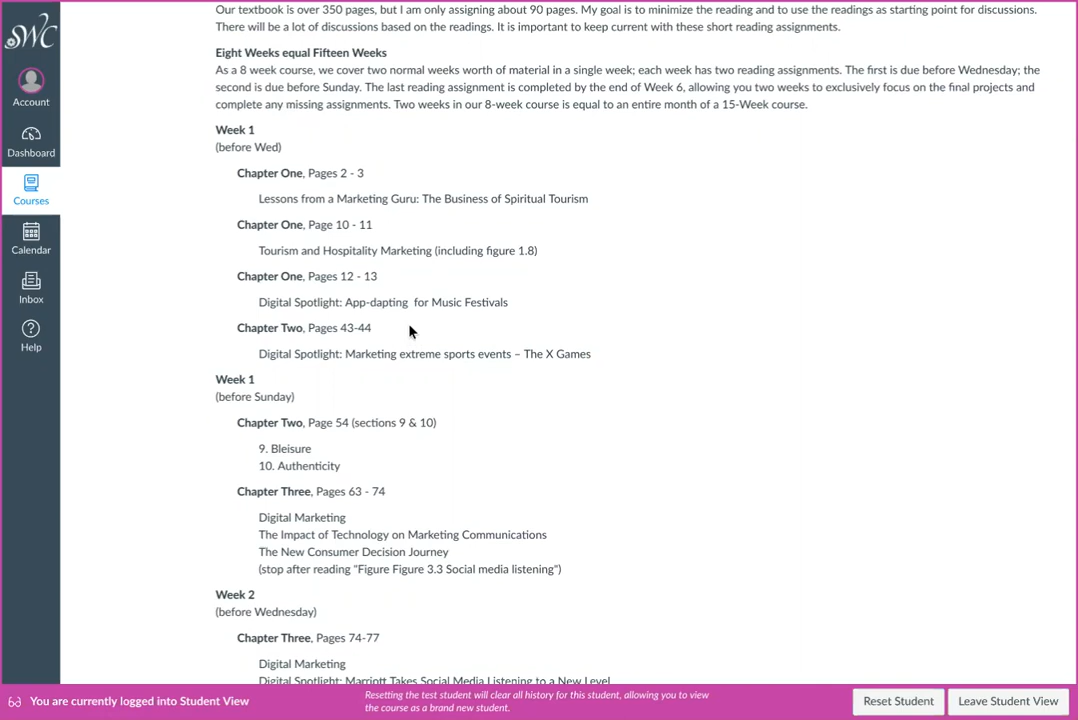 Our textbook is over 350 pages, but I am only assigning about 90 pages. My goal is to minimize the reading and to use the readings as starting point for discussions.
There will be a lot of discussions based on the readings. It is important to keep current with these short reading assignments.
Eight Weeks equal Fifteen Weeks
As a 8 week course, we cover two normal weeks worth of material in a single week; each week has two reading assignments. The first is due before Wednesday; the
second is due before Sunday. The last reading assignment is completed by the end of Week 6, allowing you two weeks to exclusively focus on the final projects and
complete any missing assignments. Two weeks in our 8-week course is equal to an entire month of a 15-Week course.
Week 1
(before Wed)
Chapter One, Pages 2 - 3
Lessons from a Marketing Guru: The Business of Spiritual Tourism
Chapter One, Page 10 - 11
Tourism and Hospitality Marketing (including figure 1.8)
Chapter One, Pages 12 - 13
Digital Spotlight: App-dapting for Music Festivals
Chapter Two, Pages 43-44
Digital Spotlight: Marketing extreme sports events – The X Games
Week 1
(before Sunday)
Chapter Two, Page 54 (sections 9 & 10)
9. Bleisure
10. Authenticity
Chapter Three, Pages 63 - 74
Digital Marketing
The Impact of Technology on Marketing Communications
The New Consumer Decision Journey
(stop after reading "Figure Figure 3.3 Social media listening")
Week 2
(before Wednesday)
Chapter Three, Pages 74-77
Digital Marketing
Digital Spotlight: Marriott Takes Social Media Listening to a New Level
SWC
Account
Dashboard
Courses
Calendar
Inbox
Help
You are currently logged into Student View
Resetting the test student will clear all history for this student, allowing you to view
the course as a brand new student.
Reset Student
Leave Student View